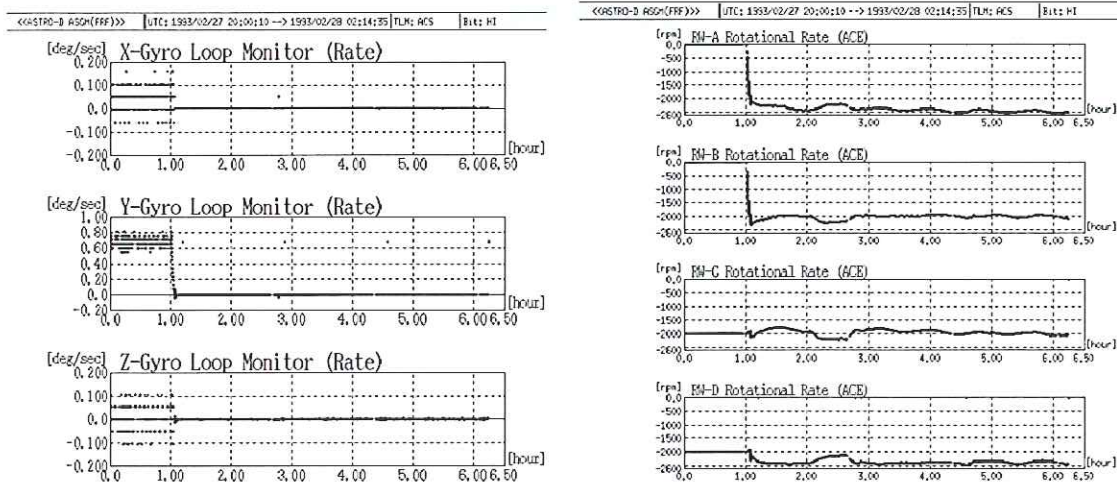 <<ASTRO-D ASSM(FRF)>> UTC: 1993/02/27 20:00:10 --> 1993/02/28 02:14:35 TLM: ACS Bit: HI
[deg/sec] X-Gyro Loop Monitor (Rate)
0.200
0.100
0.0
-0.100
-0.200
0.0 1.00 2.00 3.00 4.00 5.00 6.00 6.50
[hour]
[deg/sec] Y-Gyro Loop Monitor (Rate)
1.00
0.80
0.60
0.40
0.20
0.0
-0.20
0.0 1.00 2.00 3.00 4.00 5.00 6.00 6.50
[hour]
[deg/sec] Z-Gyro Loop Monitor (Rate)
0.200
0.100
0.0
-0.100
-0.200
0.0 1.00 2.00 3.00 4.00 5.00 6.00 6.50
[hour]
<<ASTRO-D ASSM(FRF)>> UTC: 1993/02/27 20:00:10 --> 1993/02/28 02:14:35 TLM: ACS Bit: HI
[rpm] RW-A Rotational Rate (ACE)
0.0
-500
-1000
-1500
-2000
-2600
0.0 1.00 2.00 3.00 4.00 5.00 6.00 6.50
[hour]
[rpm] RW-B Rotational Rate (ACE)
0.0
-500
-1000
-1500
-2000
-2600
0.0 1.00 2.00 3.00 4.00 5.00 6.00 6.50
[hour]
[rpm] RW-C Rotational Rate (ACE)
0.0
-500
-1000
-1500
-2000
-2600
0.0 1.00 2.00 3.00 4.00 5.00 6.00 6.50
[hour]
[rpm] RW-D Rotational Rate (ACE)
0.0
-500
-1000
-1500
-2000
-2600
0.0 1.00 2.00 3.00 4.00 5.00 6.00 6.50
[hour]